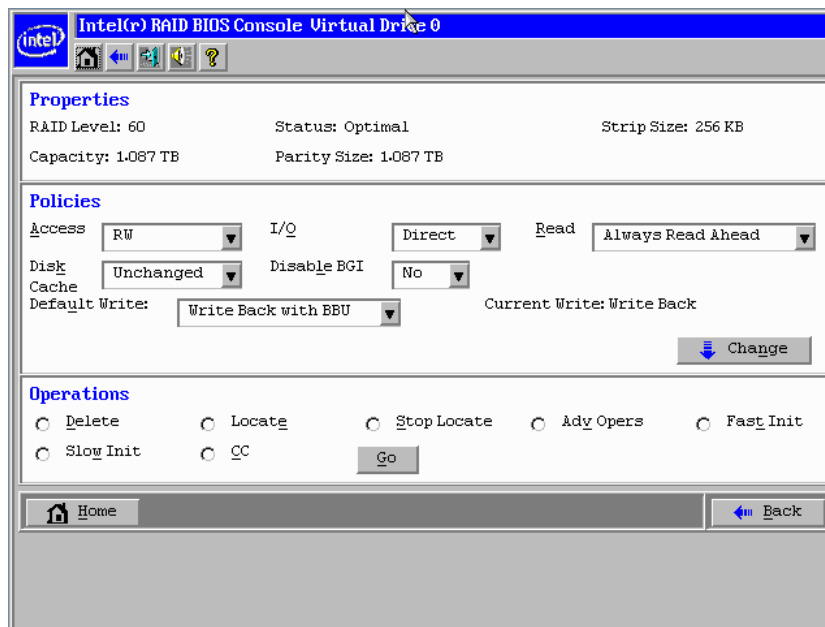 Intel(r) RAID BIOS Console Virtual Drive 0
intel
Properties
RAID Level: 60 Status: Optimal Strip Size: 256 KB
Capacity: 1.087 TB Parity Size: 1.087 TB
Policies
Access RW I/O Direct Read Always Read Ahead
Disk Cache Unchanged Disable BGI No
Default Write: Write Back with BBU Current Write: Write Back
Change
Operations
Delete Locate Stop Locate Adv Opers Fast Init
Slow Init CC Go
Home Back